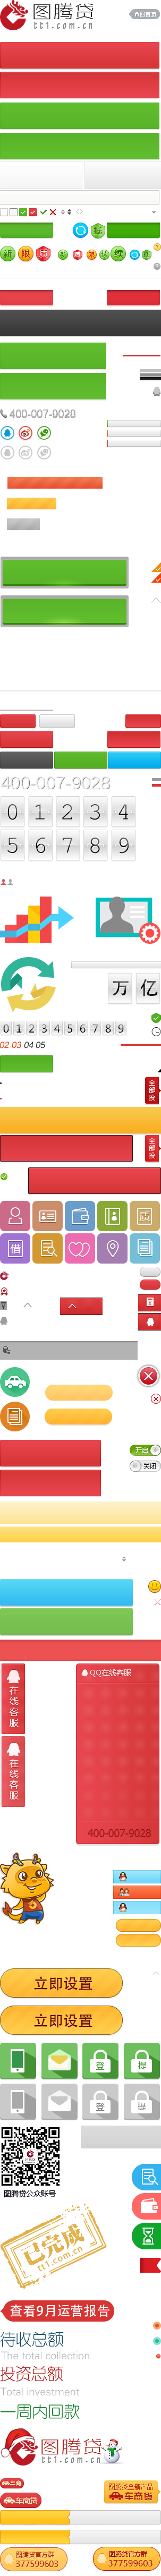 图腾贷
tt1.com.cn
回首页
批
新 限 质 续
400-007-9028
400-007-9028
0 1 2 3 4
5 6 7 8 9
万 亿
0 1 2 3 4 5 6 7 8 9
02 03 04 05
全部投
全部投
质
借
开启
关闭
在线客服
QQ在线客服
在线客服
400-007-9028
立即设置
立即设置
登 提
登 提
图腾贷公众账号
已完成
tt1.com.cn
查看9月运营报告
待收总额
The total collection
投资总额
Total investment
一周内回款
图腾贷
tt1.com.cn
车商
车商贷
图腾贷全新产品
车商贷
图腾贷官方群
377599603
图腾贷官方群
377599603